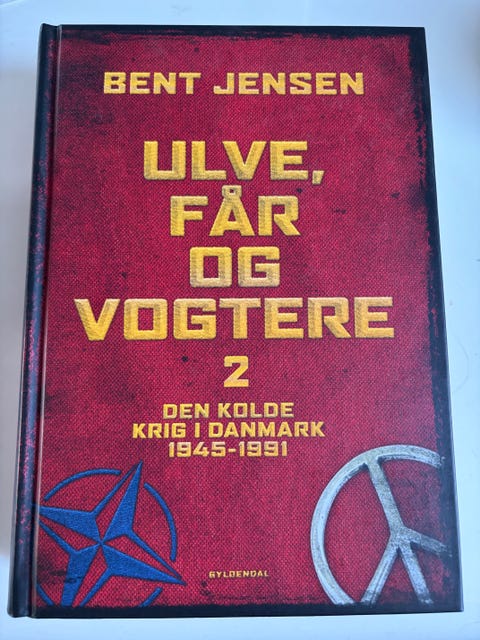 BENT JENSEN
ULVE,
FÅR
OG
VOGTERE
2
DEN KOLDE
KRIG I DANMARK
1945-1991
GYLDENDAL